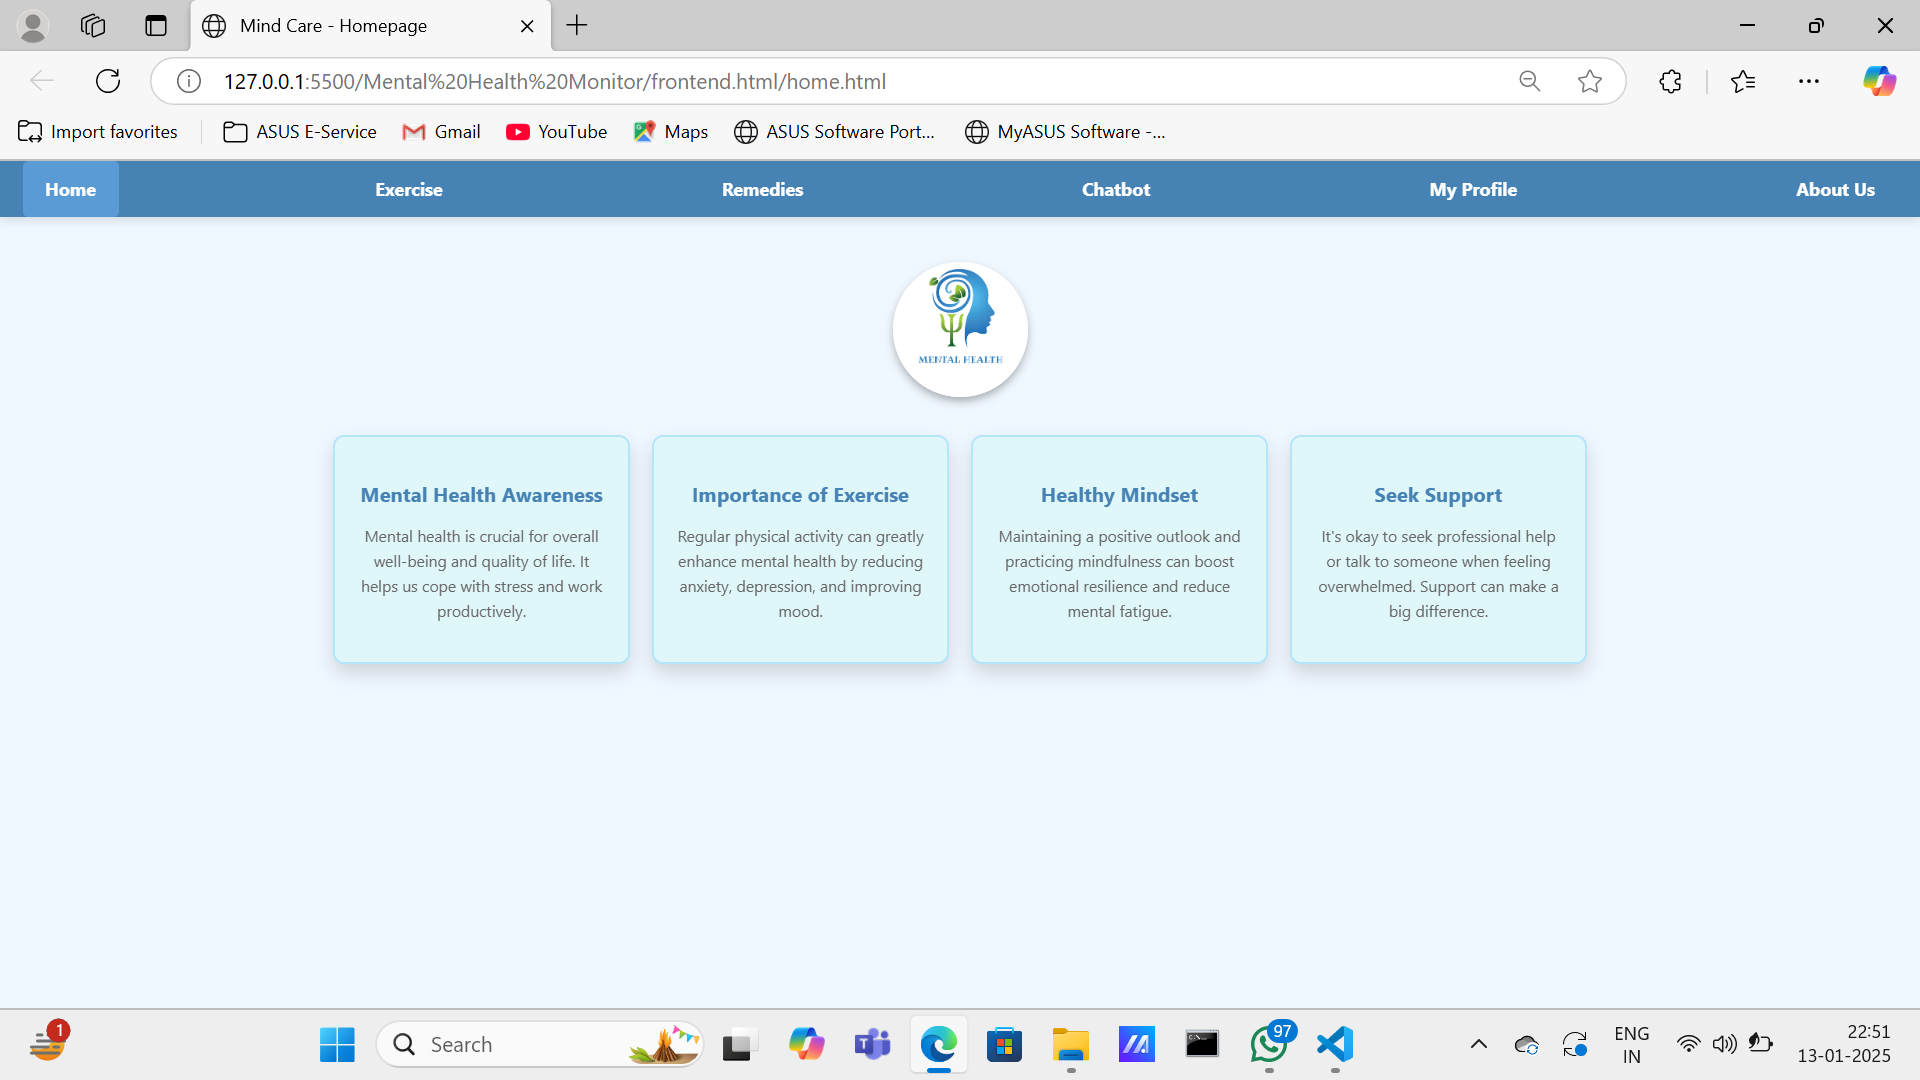 Mind Care - Homepage
127.0.0.1:5500/Mental%20Health%20Monitor/frontend.html/home.html
Import favorites ASUS E-Service Gmail YouTube Maps ASUS Software Port... MyASUS Software -...
Home Exercise Remedies Chatbot My Profile About Us
MENTAL HEALTH
Mental Health Awareness
Mental health is crucial for overall
well-being and quality of life. It
helps us cope with stress and work
productively.
Importance of Exercise
Regular physical activity can greatly
enhance mental health by reducing
anxiety, depression, and improving
mood.
Healthy Mindset
Maintaining a positive outlook and
practicing mindfulness can boost
emotional resilience and reduce
mental fatigue.
Seek Support
It's okay to seek professional help
or talk to someone when feeling
overwhelmed. Support can make a
big difference.
1
Search
97
ENG
IN
22:51
13-01-2025